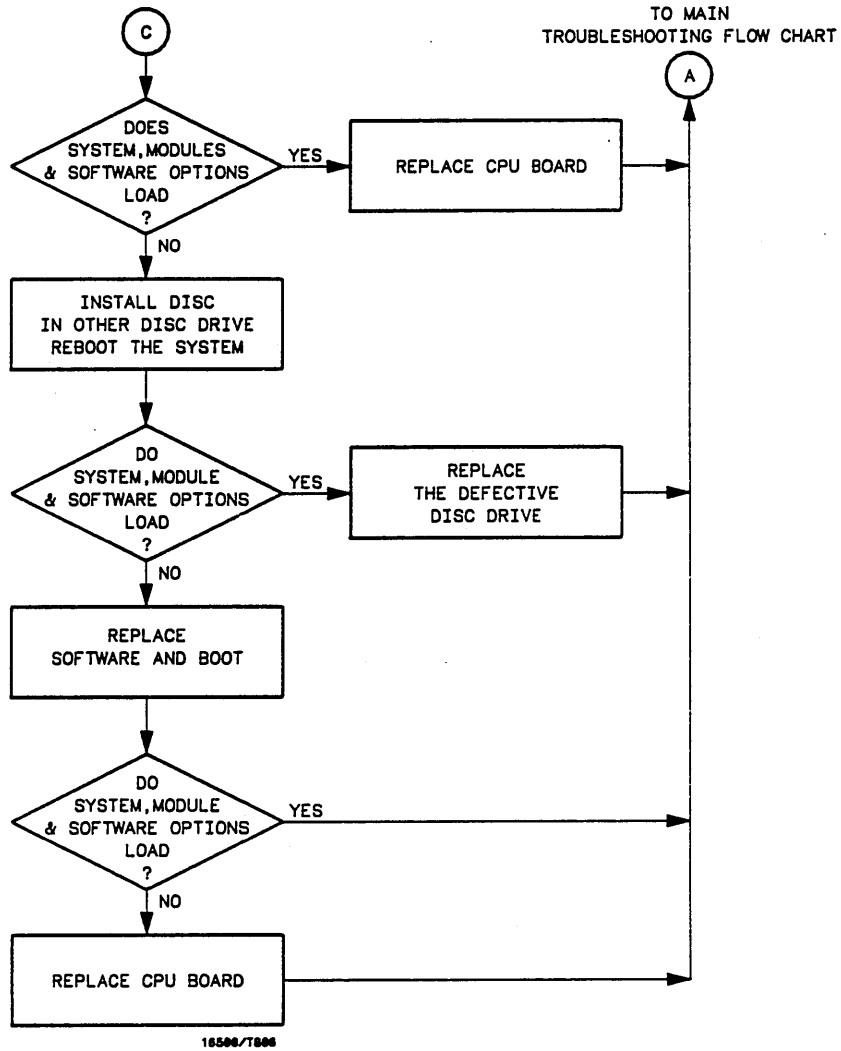 C
TO MAIN
TROUBLESHOOTING FLOW CHART
A
DOES
SYSTEM,MODULES
& SOFTWARE OPTIONS
LOAD
?
YES
REPLACE CPU BOARD
NO
INSTALL DISC
IN OTHER DISC DRIVE
REBOOT THE SYSTEM
DO
SYSTEM,MODULE
& SOFTWARE OPTIONS
LOAD
?
YES
REPLACE
THE DEFECTIVE
DISC DRIVE
NO
REPLACE
SOFTWARE AND BOOT
DO
SYSTEM,MODULE
& SOFTWARE OPTIONS
LOAD
?
YES
NO
REPLACE CPU BOARD